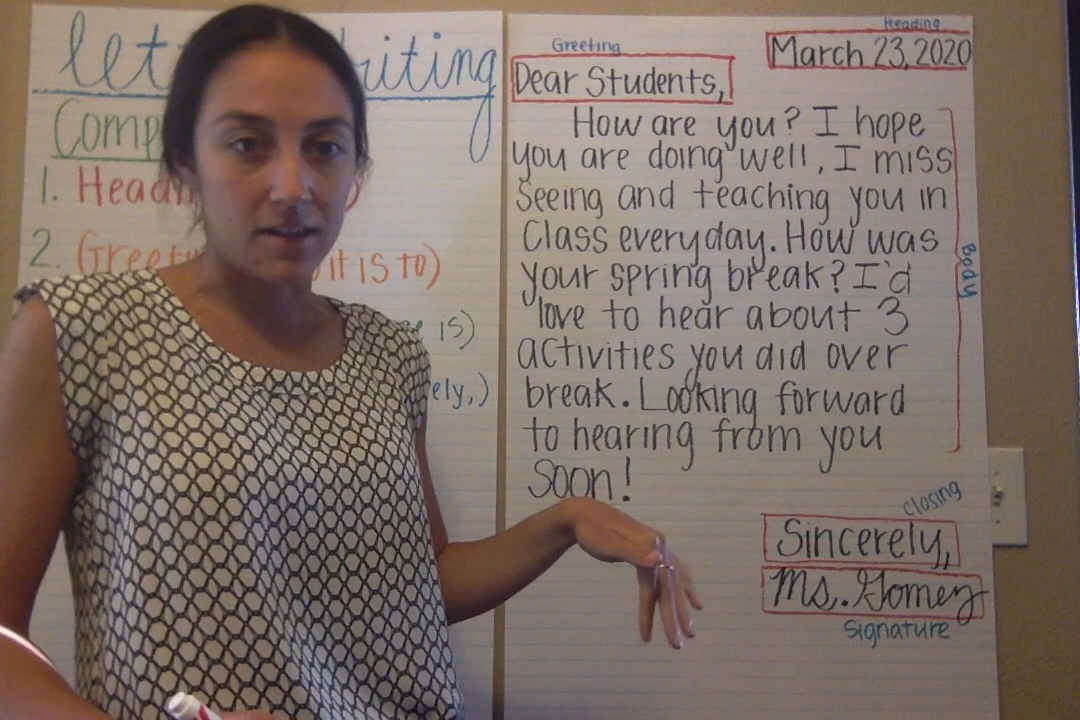 letter writing
Comp
1. Head
2. (Greeting it is to)
is)
ely,)
Heading
March 23, 2020
Greeting
Dear Students,
How are you? I hope
you are doing well, I miss
seeing and teaching you in
class everyday. How was
your spring break? I'd
love to hear about 3
activities you did over
break. Looking forward
to hearing from you
soon!
Body
closing
Sincerely,
Ms. Gomey
Signature